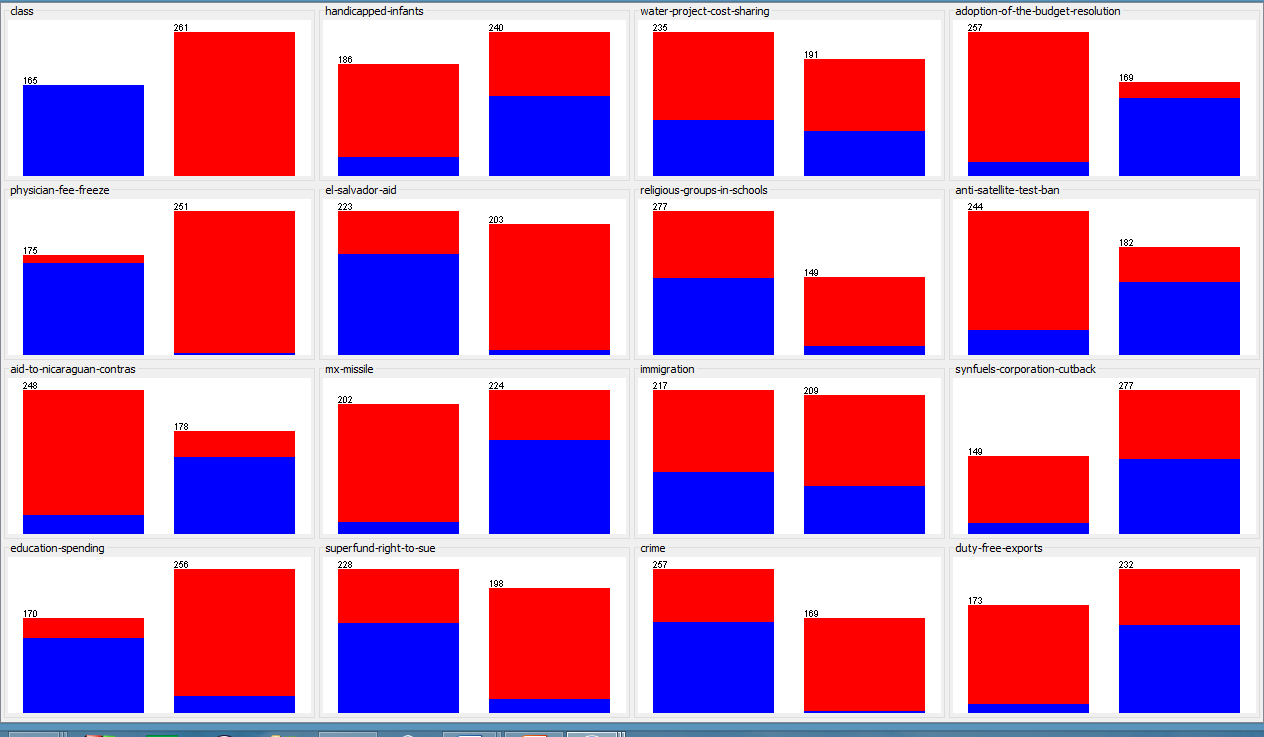 class
165
261
handicapped-infants
186
240
water-project-cost-sharing
235
191
adoption-of-the-budget-resolution
257
169
physician-fee-freeze
175
251
el-salvador-aid
223
203
religious-groups-in-schools
277
149
anti-satellite-test-ban
244
182
aid-to-nicaraguan-contras
248
178
mx-missile
202
224
immigration
217
209
synfuels-corporation-cutback
149
277
education-spending
170
256
superfund-right-to-sue
228
198
crime
257
169
duty-free-exports
173
232